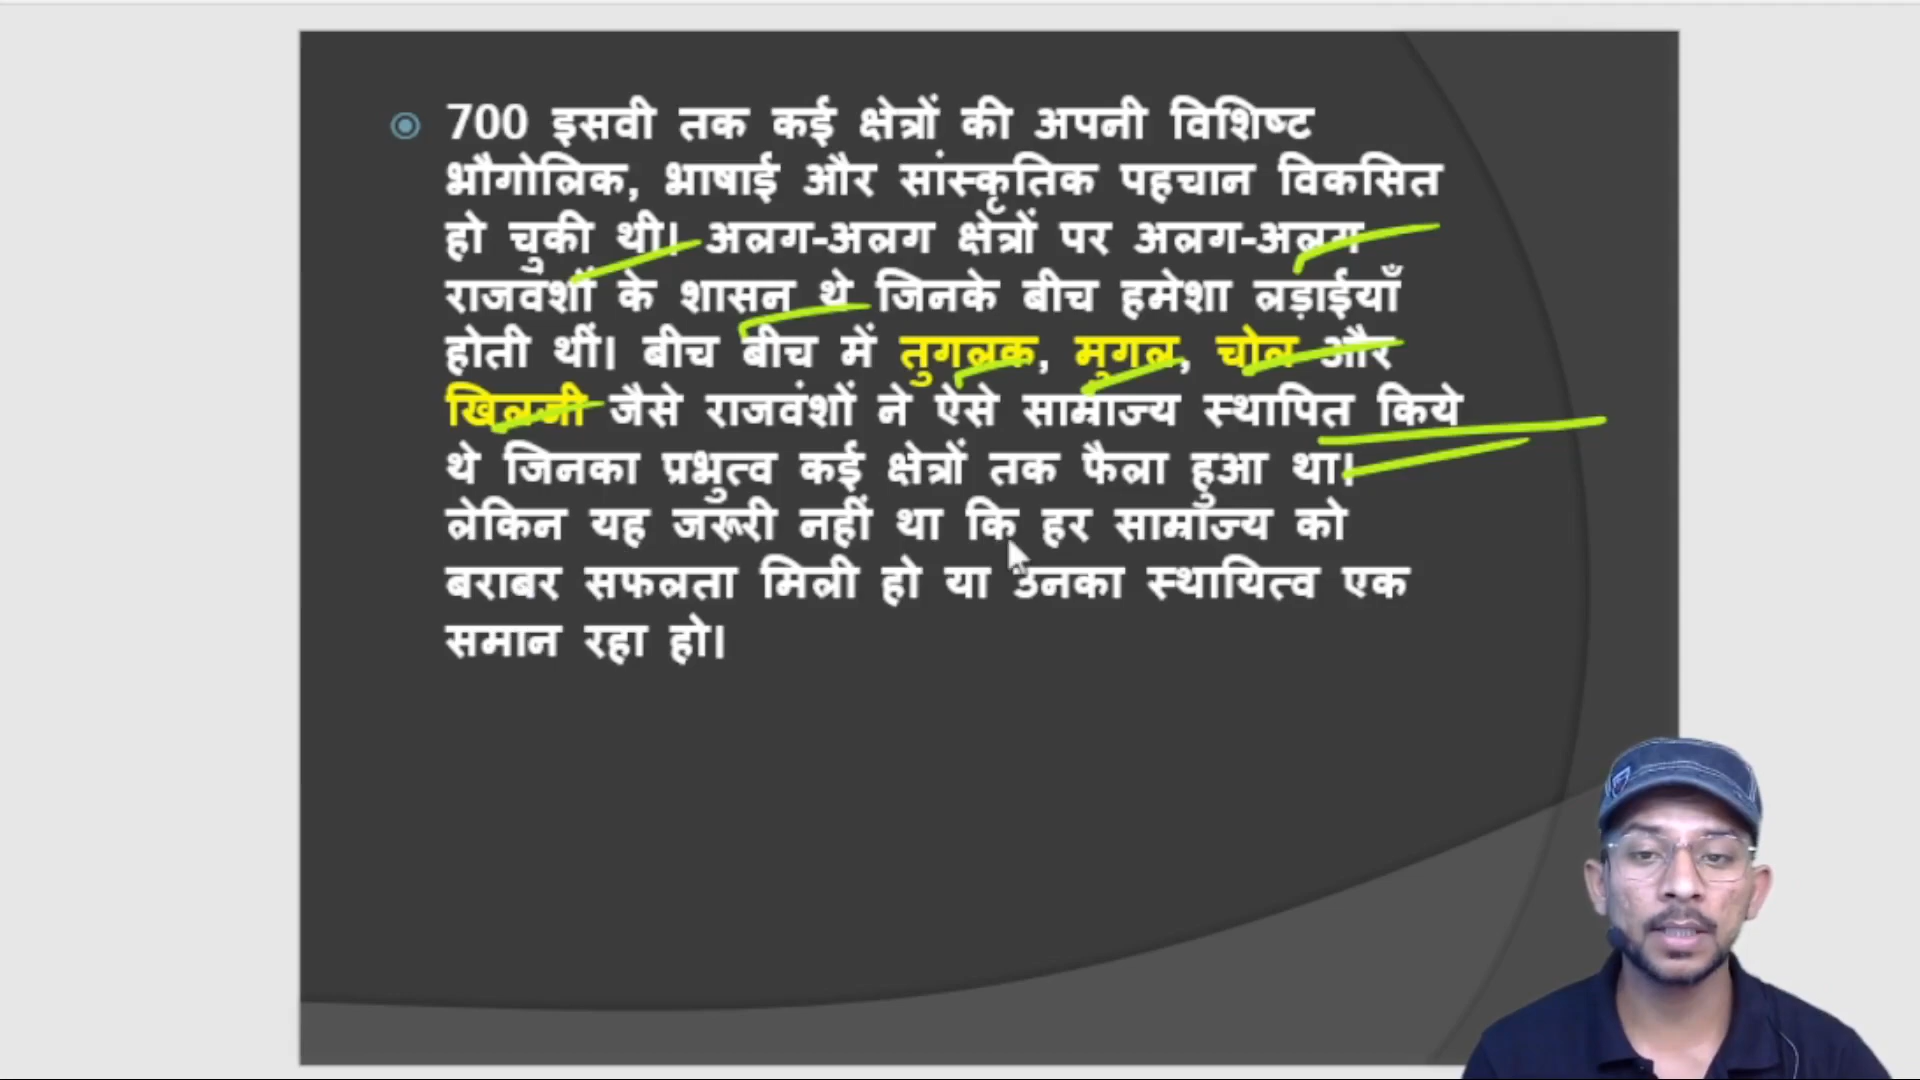 700 इसवी तक कई क्षेत्रों की अपनी विशिष्ट
भौगोलिक, भाषाई और सांस्कृतिक पहचान विकसित
हो चुकी थी। अलग-अलग क्षेत्रों पर अलग-अलग
राजवंशों के शासन थे जिनके बीच हमेशा लड़ाईयाँ
होती थीं। बीच बीच में तुगलक, मुगल, चोल और
खिलजी जैसे राजवंशों ने ऐसे साम्राज्य स्थापित किये
थे जिनका प्रभुत्व कई क्षेत्रों तक फैला हुआ था।
लेकिन यह जरूरी नहीं था कि हर साम्राज्य को
बराबर सफलता मिली हो या उनका स्थायित्व एक
समान रहा हो।